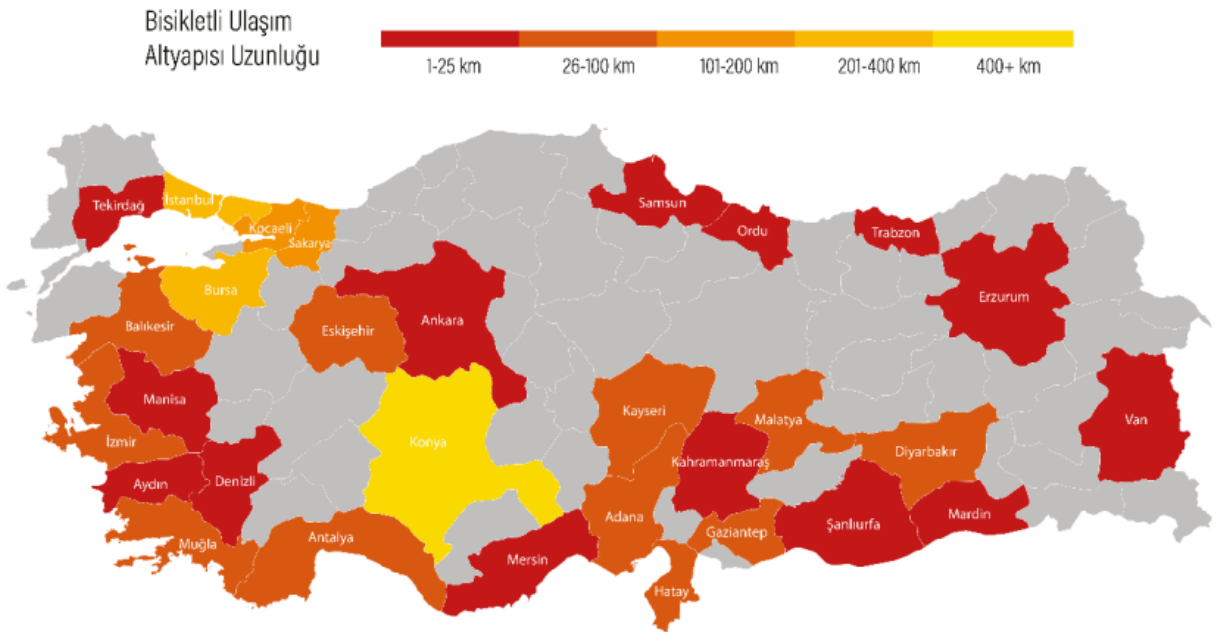 Bisikletli Ulaşım
Altyapısı Uzunluğu
1-25 km
26-100 km
101-200 km
201-400 km
400+ km
Tekirdağ
İstanbul
Kocaeli
Sakarya
Samsun
Ordu
Trabzon
Erzurum
Bursa
Balıkesir
Eskişehir
Ankara
Manisa
Kayseri
Malatya
Van
İzmir
Konya
Diyarbakır
Kahramanmaraş
Aydın
Denizli
Adana
Gaziantep
Şanlıurfa
Mardin
Muğla
Antalya
Mersin
Hatay